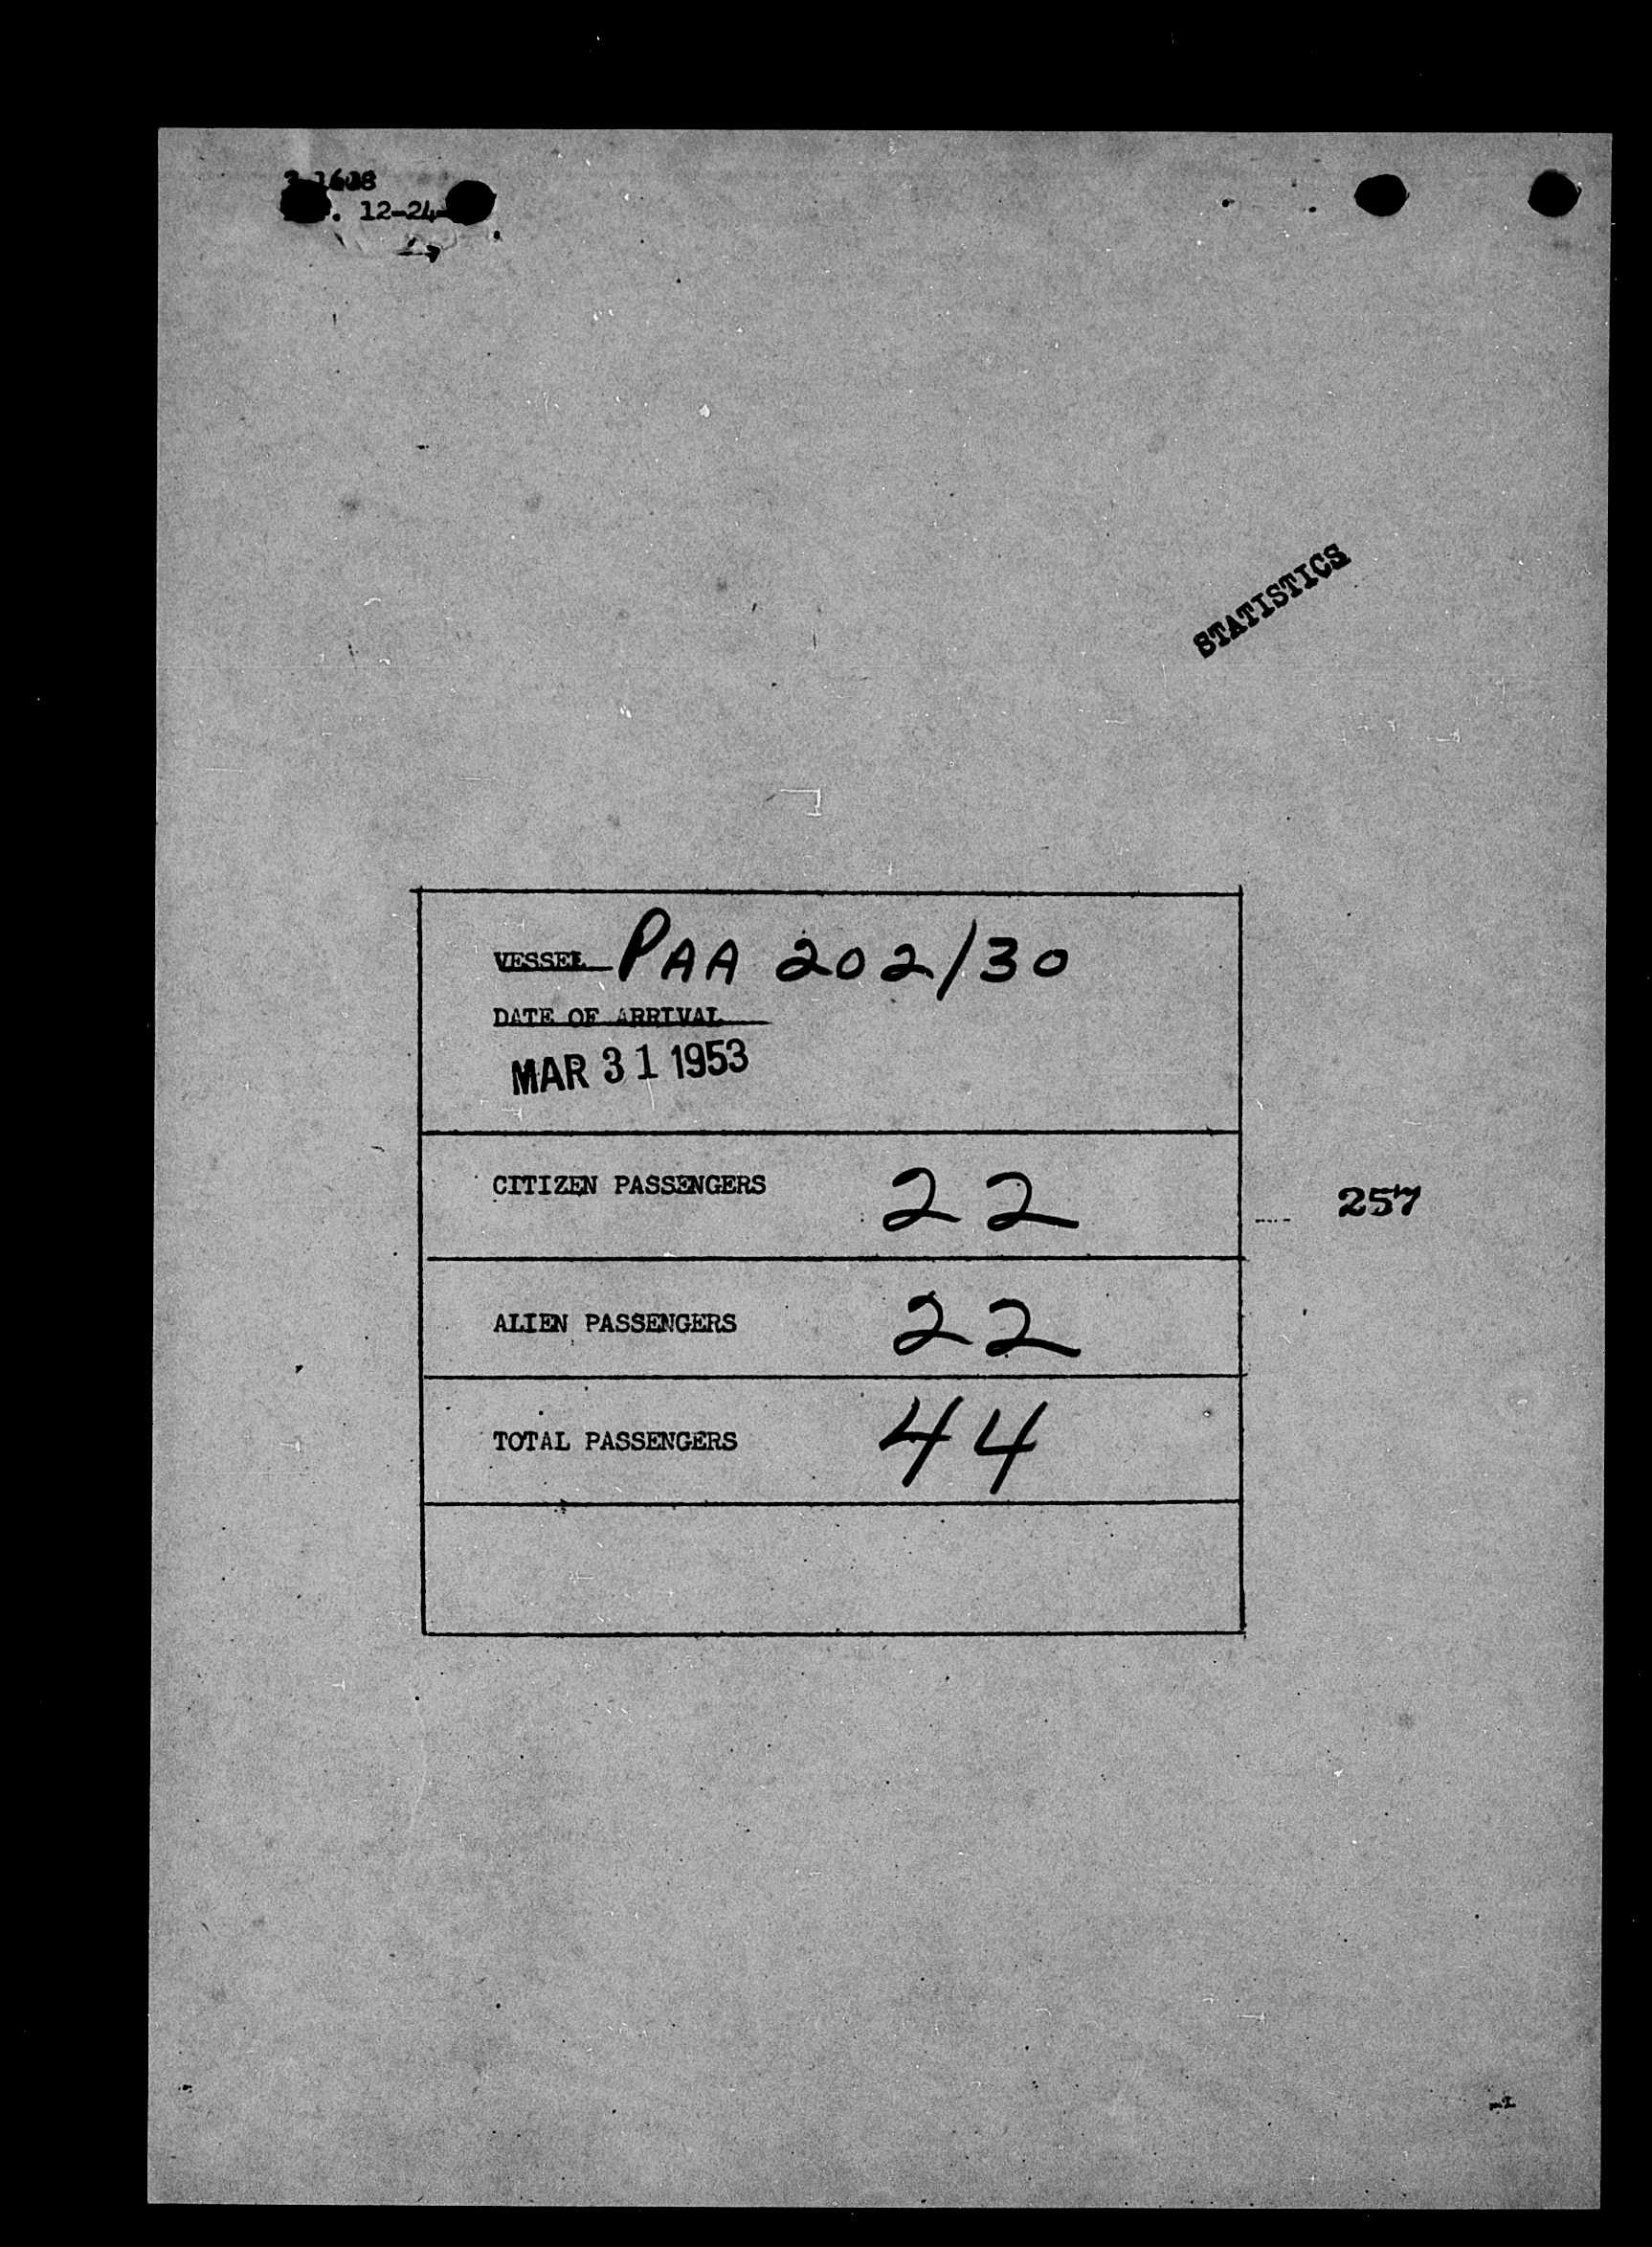 12-24-
STATISTICS
VESSEL PAA 202/30
DATE OF ARRIVAL
MAR 31 1953
CITIZEN PASSENGERS 22
257
ALIEN PASSENGERS 22
TOTAL PASSENGERS 44